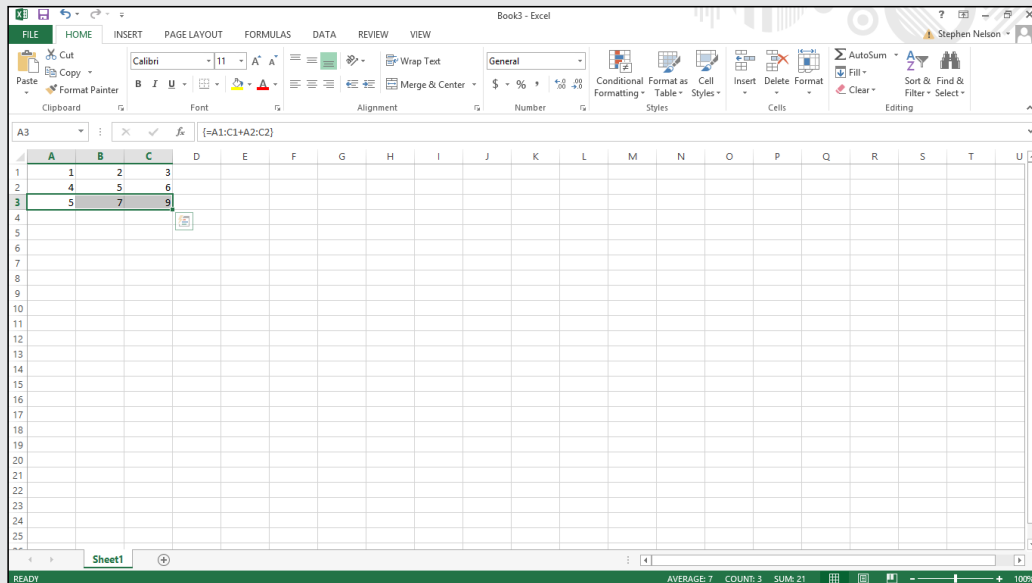 Book3 - Excel
FILE HOME INSERT PAGE LAYOUT FORMULAS DATA REVIEW VIEW Stephen Nelson
Paste Cut Calibri 11 Wrap Text General Conditional Formatting Format as Table Cell Styles Insert Delete Format AutoSum Sort & Filter Find & Select
Copy Fill
Format Painter B I U A Merge & Center $ % , Clear
Clipboard Font Alignment Number Styles Cells Editing
A3 fx {=A1:C1+A2:C2}
A B C D E F G H I J K L M N O P Q R S T U
1 1 2 3
2 4 5 6
3 5 7 9
4
5
6
7
8
9
10
11
12
13
14
15
16
17
18
19
20
21
22
23
24
25
Sheet1
READY AVERAGE: 7 COUNT: 3 SUM: 21 100%